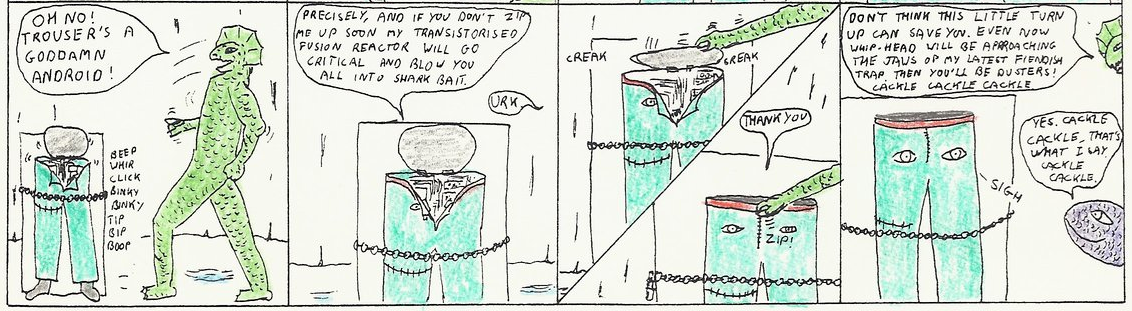 OH NO!
TROUSER'S A
GODDAMN
ANDROID!
BEEP
WHIR
CLICK
BINKY
BINKY
TIP
BIP
BOOP
PRECISELY, AND IF YOU DON'T ZIP
ME UP SOON MY TRANSISTORISED
FUSION REACTOR WILL GO
CRITICAL AND BLOW YOU
ALL INTO SHARK BAIT.
URK
CREAK
GREAK
THANK YOU
ZIP!
DON'T THINK THIS LITTLE TURN
UP CAN SAVE YOU. EVEN NOW
WHIP-HEAD WILL BE APPROACHING
THE JAWS OF MY LATEST FIENDISH
TRAP. THEN YOU'LL BE DUSTERS!
CACKLE CACKLE CACKLE.
YES. CACKLE
CACKLE. THAT'S
WHAT I SAY
CACKLE
CACKLE.
SIGH